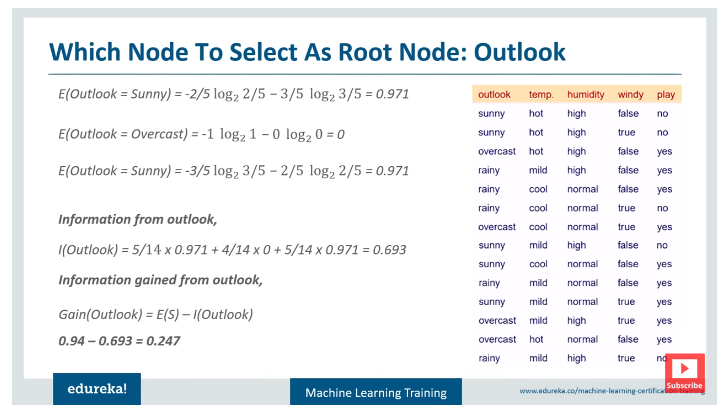 Which Node To Select As Root Node: Outlook
E(Outlook = Sunny) = -2/5 log₂ 2/5 − 3/5 log₂ 3/5 = 0.971
E(Outlook = Overcast) = -1 log₂ 1 − 0 log₂ 0 = 0
E(Outlook = Sunny) = -3/5 log₂ 3/5 − 2/5 log₂ 2/5 = 0.971
Information from outlook,
I(Outlook) = 5/14 x 0.971 + 4/14 x 0 + 5/14 x 0.971 = 0.693
Information gained from outlook,
Gain(Outlook) = E(S) – I(Outlook)
0.94 – 0.693 = 0.247
outlook temp. humidity windy play
sunny hot high false no
sunny hot high true no
overcast hot high false yes
rainy mild high false yes
rainy cool normal false yes
rainy cool normal true no
overcast cool normal true yes
sunny mild high false no
sunny cool normal false yes
rainy mild normal false yes
sunny mild normal true yes
overcast mild high true yes
overcast hot normal false yes
rainy mild high true no
Subscribe
edureka!
Machine Learning Training
www.edureka.co/machine-learning-certification-training